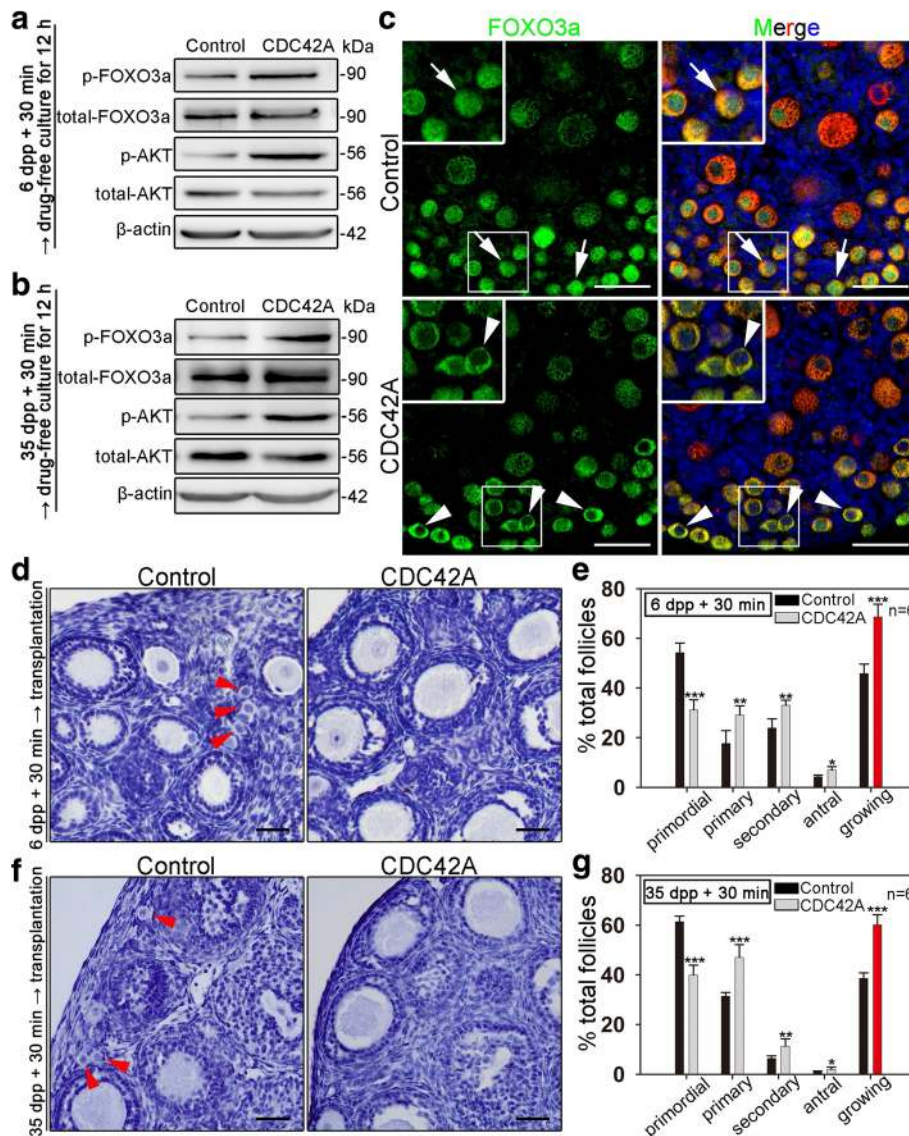 a
6 dpp + 30 min
→ drug-free culture for 12 h
Control CDC42A kDa
p-FOXO3a -90
total-FOXO3a -90
p-AKT -56
total-AKT -56
β-actin -42
b
35 dpp + 30 min
→ drug-free culture for 12 h
Control CDC42A kDa
p-FOXO3a -90
total-FOXO3a -90
p-AKT -56
total-AKT -56
β-actin -42
c
FOXO3a Merge
Control
CDC42A
d
Control CDC42A
6 dpp + 30 min → transplantation
e
% total follicles
80
60
40
20
0
6 dpp + 30 min
Control
CDC42A
n=6
*** ** ** * ***
primordial primary secondary antral growing
f
Control CDC42A
35 dpp + 30 min → transplantation
g
% total follicles
80
60
40
20
0
35 dpp + 30 min
Control
CDC42A
n=6
*** *** ** * ***
primordial primary secondary antral growing